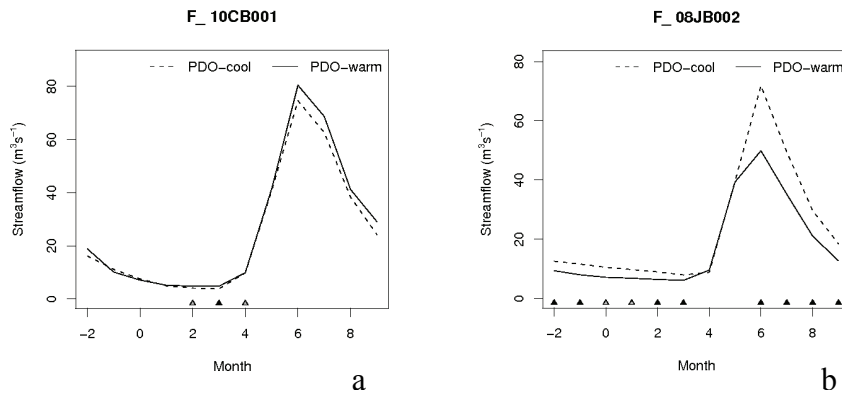 F_ 10CB001
PDO-cool
PDO-warm
Streamflow (m³s⁻¹)
80
60
40
20
0
−2
0
2
4
6
8
Month
a
F_ 08JB002
PDO-cool
PDO-warm
Streamflow (m³s⁻¹)
80
60
40
20
0
−2
0
2
4
6
8
Month
b